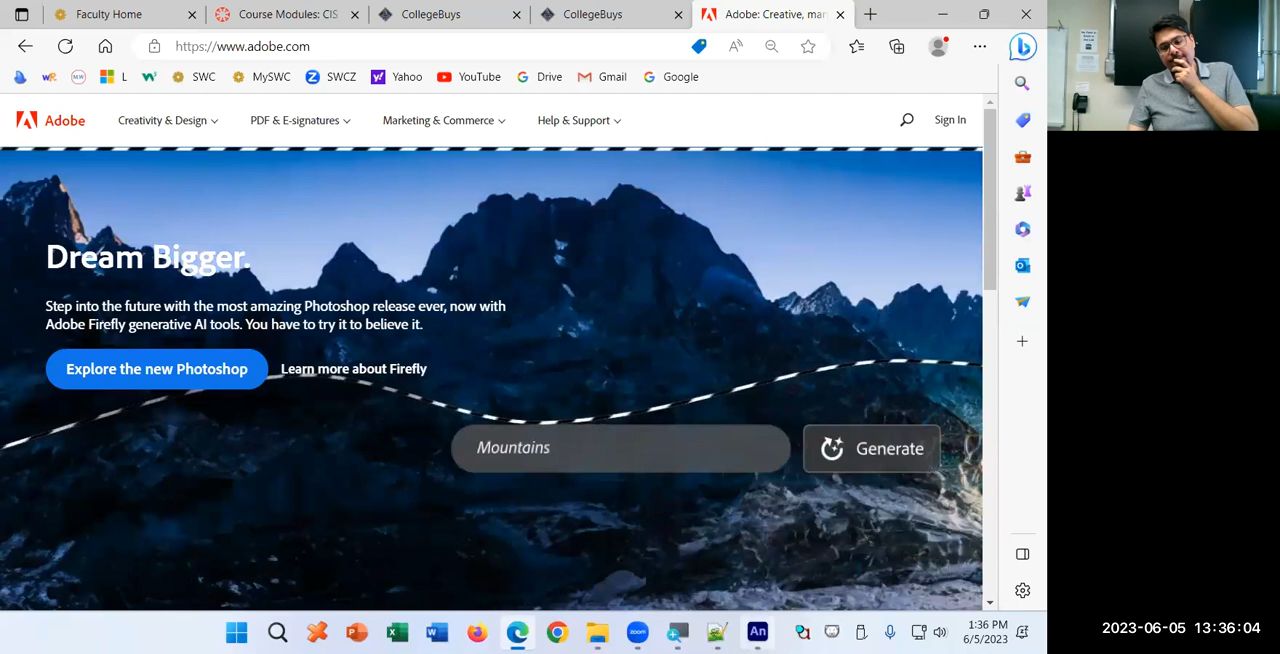 Faculty Home
Course Modules: CIS
CollegeBuys
CollegeBuys
Adobe: Creative, mar
https://www.adobe.com
L
SWC
MySWC
SWCZ
Yahoo
YouTube
Drive
Gmail
Google
Adobe
Creativity & Design
PDF & E-signatures
Marketing & Commerce
Help & Support
Sign In
Dream Bigger.
Step into the future with the most amazing Photoshop release ever, now with
Adobe Firefly generative AI tools. You have to try it to believe it.
Explore the new Photoshop
Learn more about Firefly
Mountains
Generate
zoom
An
1:36 PM
6/5/2023
2023-06-05 13:36:04